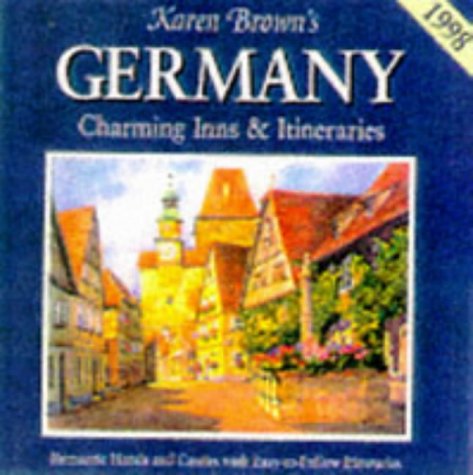 Karen Brown's
1998
GERMANY
Charming Inns & Itineraries
Romantic Hotels and Castles with Easy-to-Follow Itineraries